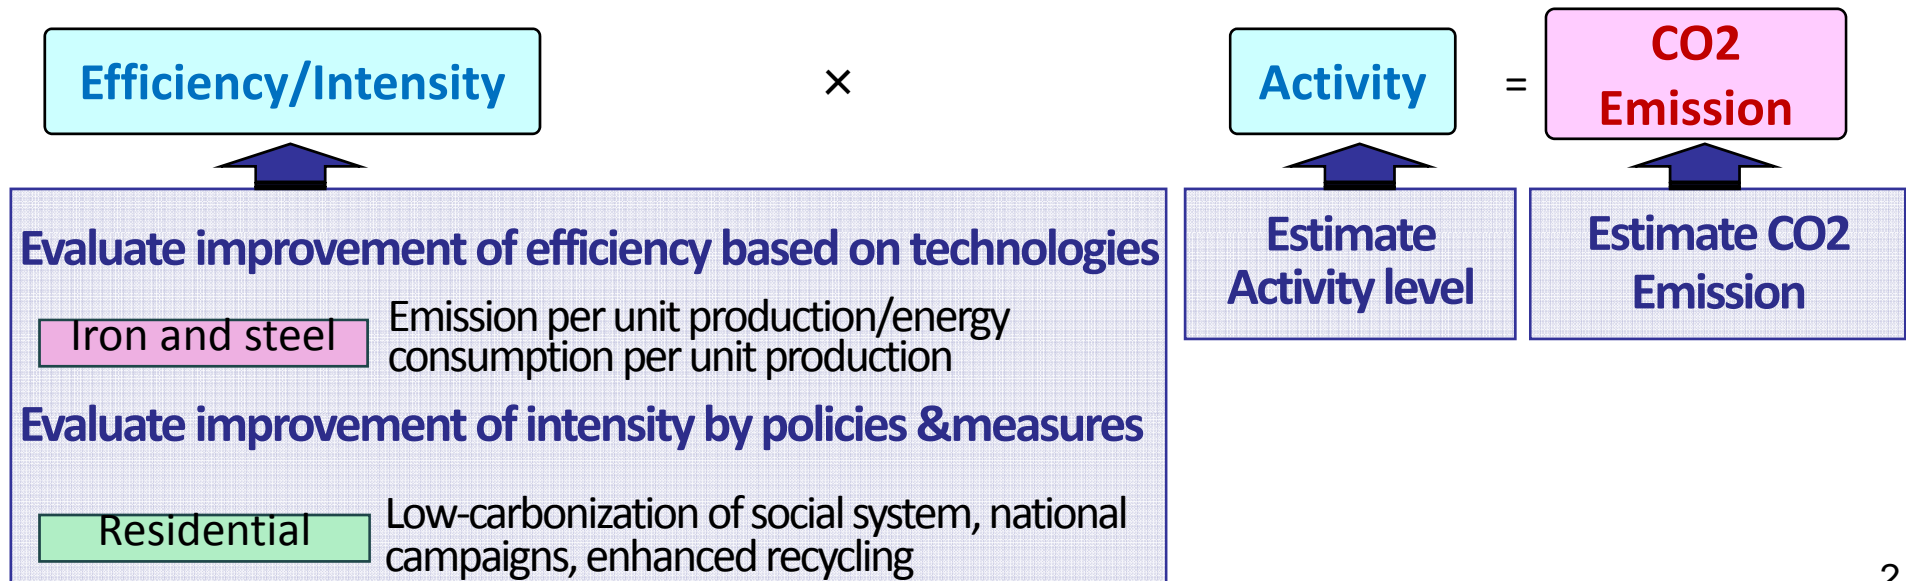 Efficiency/Intensity
×
Activity
=
CO2
Emission
Evaluate improvement of efficiency based on technologies
Iron and steel
Emission per unit production/energy
consumption per unit production
Evaluate improvement of intensity by policies &measures
Residential
Low-carbonization of social system, national
campaigns, enhanced recycling
Estimate
Activity level
Estimate CO2
Emission
2